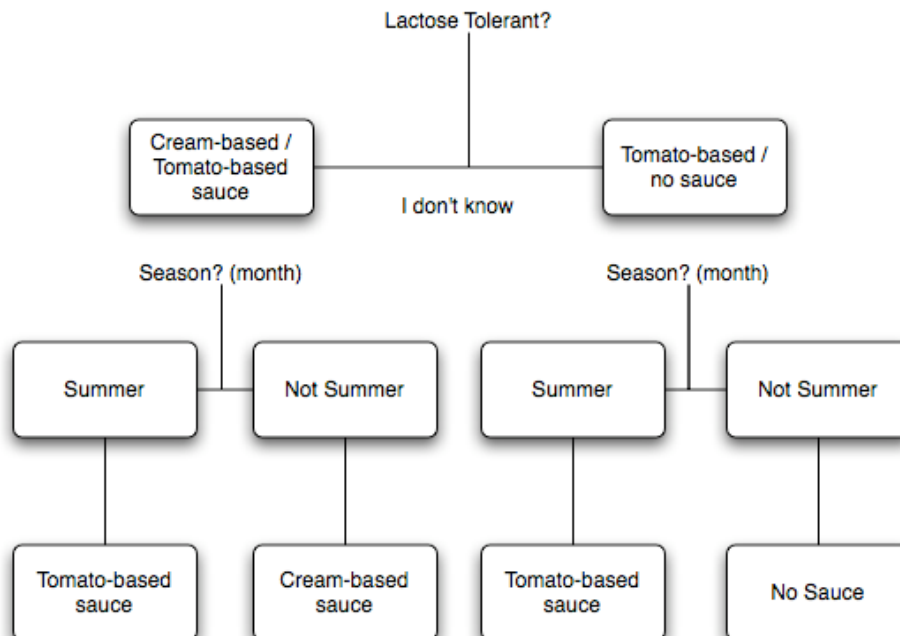 Lactose Tolerant?
Cream-based /
Tomato-based
sauce
Tomato-based /
no sauce
I don't know
Season? (month)
Season? (month)
Summer
Not Summer
Summer
Not Summer
Tomato-based
sauce
Cream-based
sauce
Tomato-based
sauce
No Sauce